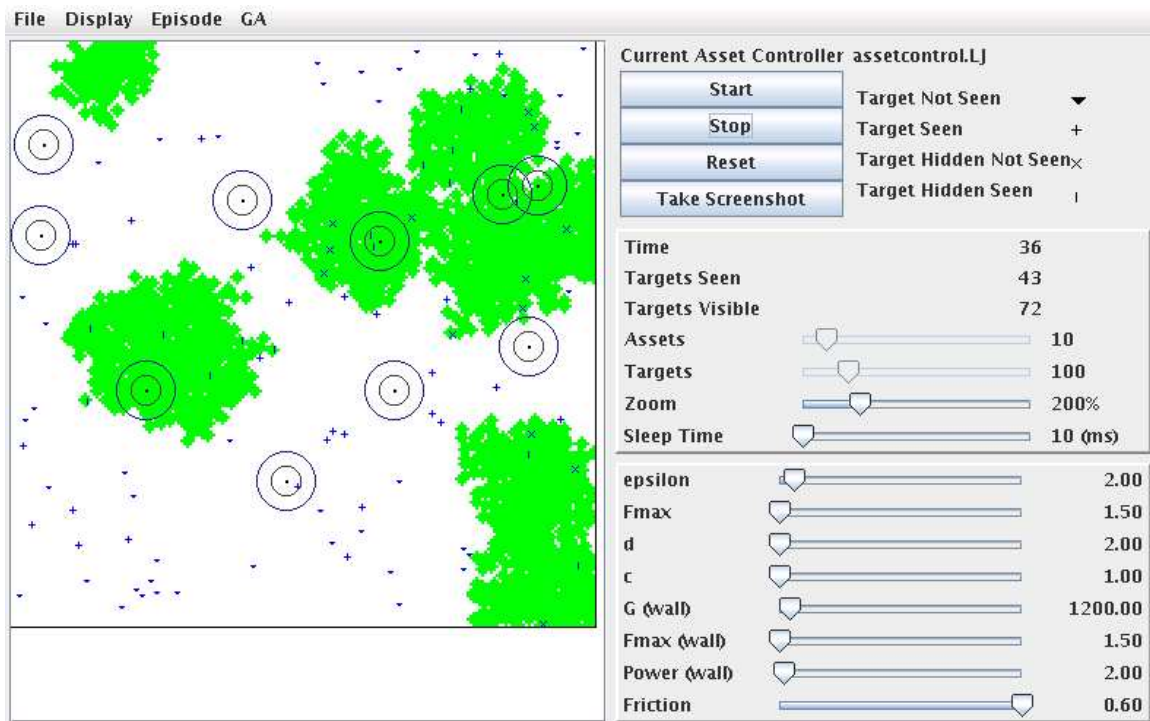 File Display Episode GA
Current Asset Controller assetcontrol.LJ
Start
Stop
Reset
Take Screenshot
Target Not Seen
Target Seen
Target Hidden Not Seen
Target Hidden Seen
Time 36
Targets Seen 43
Targets Visible 72
Assets 10
Targets 100
Zoom 200%
Sleep Time 10 (ms)
epsilon 2.00
Fmax 1.50
d 2.00
c 1.00
G (wall) 1200.00
Fmax (wall) 1.50
Power (wall) 2.00
Friction 0.60